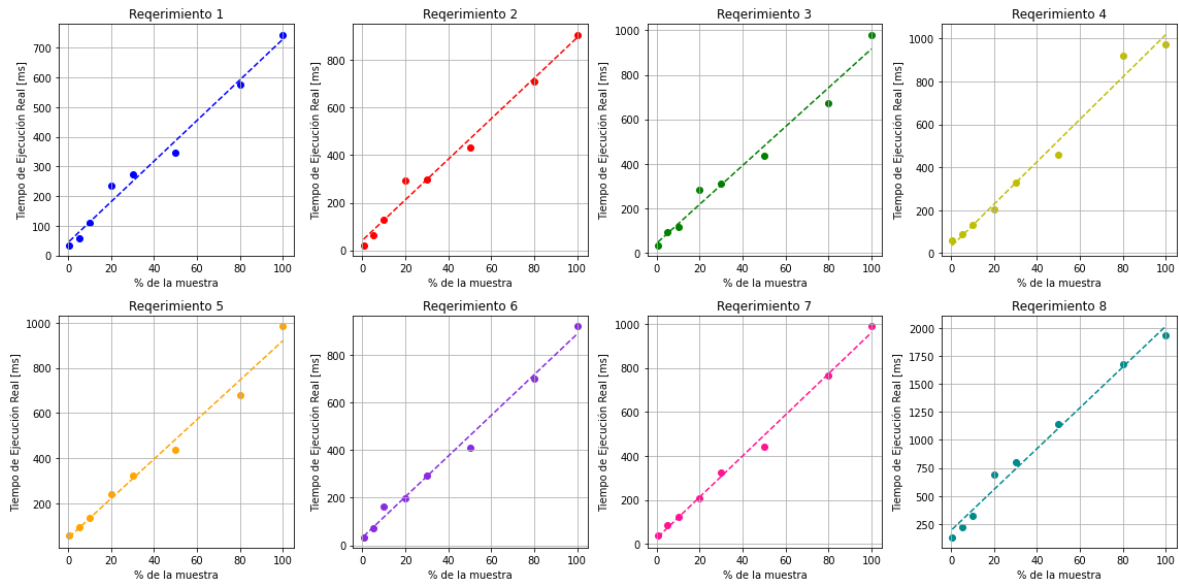 Reqerimiento 1
Tiempo de Ejecución Real [ms]
700
600
500
400
300
200
100
0
0 20 40 60 80 100
% de la muestra
Reqerimiento 2
Tiempo de Ejecución Real [ms]
800
600
400
200
0
0 20 40 60 80 100
% de la muestra
Reqerimiento 3
Tiempo de Ejecución Real [ms]
1000
800
600
400
200
0
0 20 40 60 80 100
% de la muestra
Reqerimiento 4
Tiempo de Ejecución Real [ms]
1000
800
600
400
200
0
0 20 40 60 80 100
% de la muestra
Reqerimiento 5
Tiempo de Ejecución Real [ms]
1000
800
600
400
200
0 20 40 60 80 100
% de la muestra
Reqerimiento 6
Tiempo de Ejecución Real [ms]
800
600
400
200
0
0 20 40 60 80 100
% de la muestra
Reqerimiento 7
Tiempo de Ejecución Real [ms]
1000
800
600
400
200
0
0 20 40 60 80 100
% de la muestra
Reqerimiento 8
Tiempo de Ejecución Real [ms]
2000
1750
1500
1250
1000
750
500
250
0 20 40 60 80 100
% de la muestra